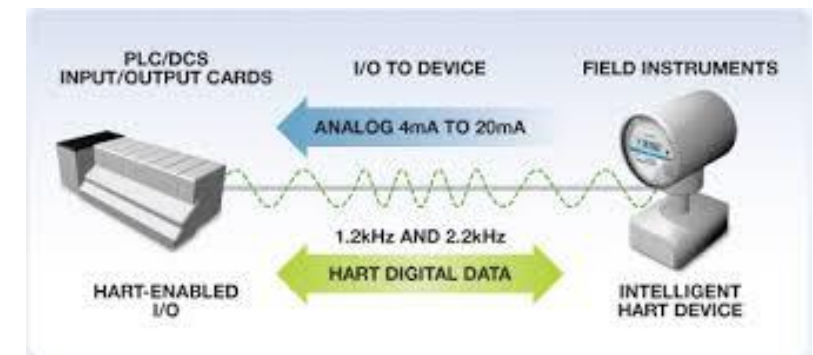 PLC/DCS
INPUT/OUTPUT CARDS
I/O TO DEVICE
FIELD INSTRUMENTS
ANALOG 4mA TO 20mA
1.2kHz AND 2.2kHz
HART DIGITAL DATA
HART-ENABLED
I/O
INTELLIGENT
HART DEVICE